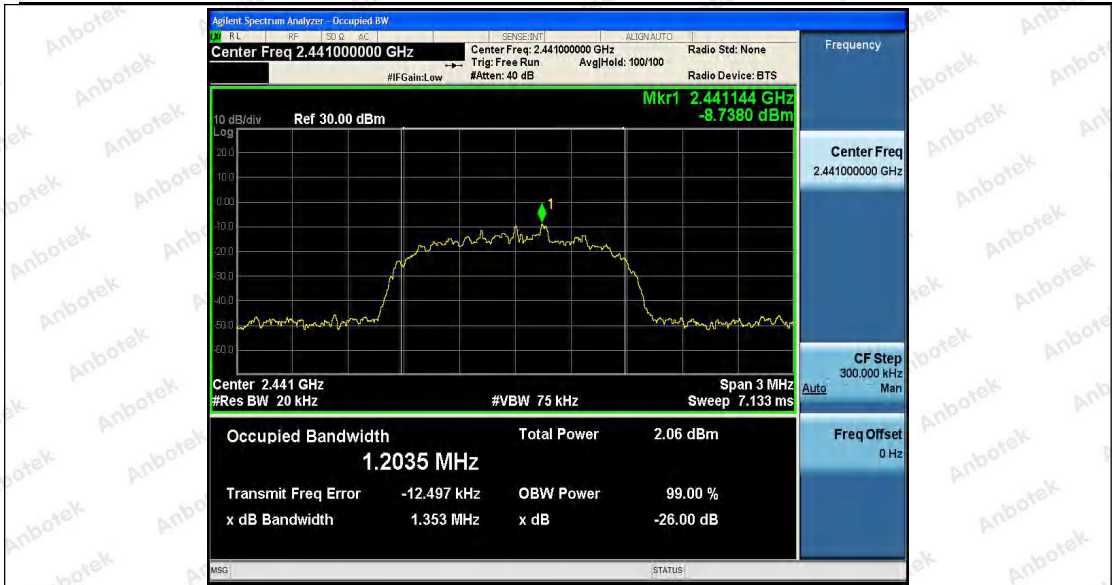 Agilent Spectrum Analyzer - Occupied BW
LXI RL RF 50 Ω AC SENSE:INT ALIGNAUTO
Center Freq 2.441000000 GHz
Center Freq: 2.441000000 GHz
Radio Std: None
Trig: Free Run Avg|Hold: 100/100
#IFGain:Low #Atten: 40 dB
Radio Device: BTS
Frequency
Mkr1 2.441144 GHz
-8.7380 dBm
10 dB/div Ref 30.00 dBm
Log
20.0
10.0
0.00
-10.0
-20.0
-30.0
-40.0
-50.0
-60.0
1
Center 2.441 GHz Span 3 MHz
#Res BW 20 kHz #VBW 75 kHz Sweep 7.133 ms
Occupied Bandwidth Total Power 2.06 dBm
1.2035 MHz
Transmit Freq Error -12.497 kHz OBW Power 99.00 %
x dB Bandwidth 1.353 MHz x dB -26.00 dB
Center Freq
2.441000000 GHz
CF Step
300.000 kHz
Auto Man
Freq Offset
0 Hz
MSG STATUS
Anbotek